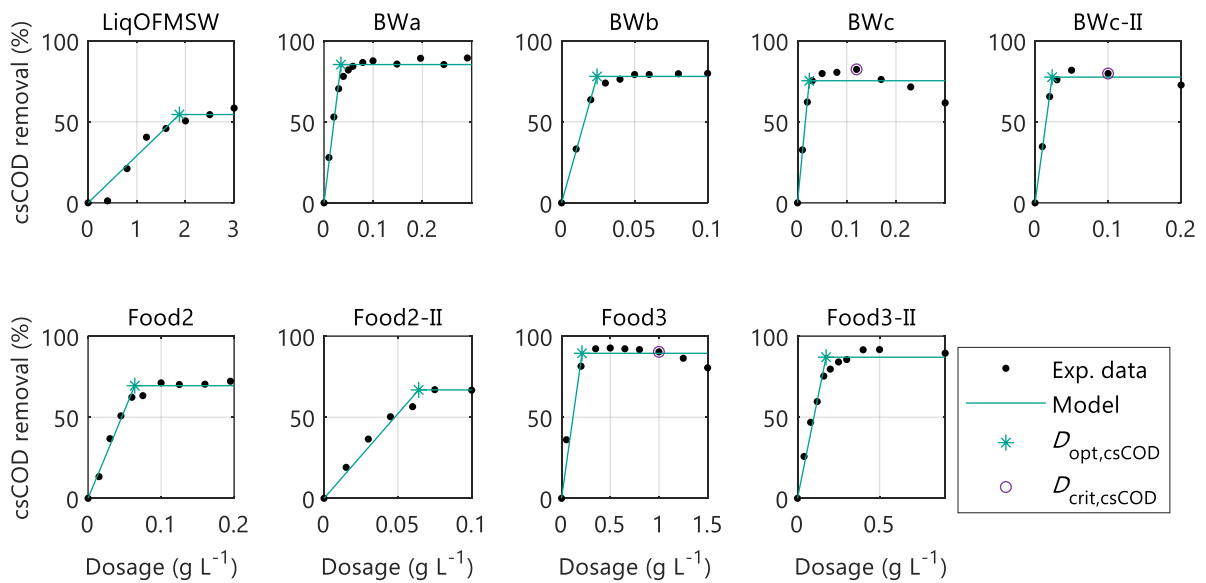 LiqOFMSW
BWa
BWb
BWc
BWc-II
csCOD removal (%)
100
50
0
0 1 2 3
100
50
0
0 0.1 0.2
100
50
0
0 0.05 0.1
100
50
0
0 0.1 0.2
100
50
0
0 0.1 0.2
Food2
Food2-II
Food3
Food3-II
csCOD removal (%)
100
50
0
0 0.1 0.2
Dosage (g L⁻¹)
100
50
0
0 0.05 0.1
Dosage (g L⁻¹)
100
50
0
0 0.5 1 1.5
Dosage (g L⁻¹)
100
50
0
0 0.5
Dosage (g L⁻¹)
Exp. data
Model
D opt,csCOD
D crit,csCOD